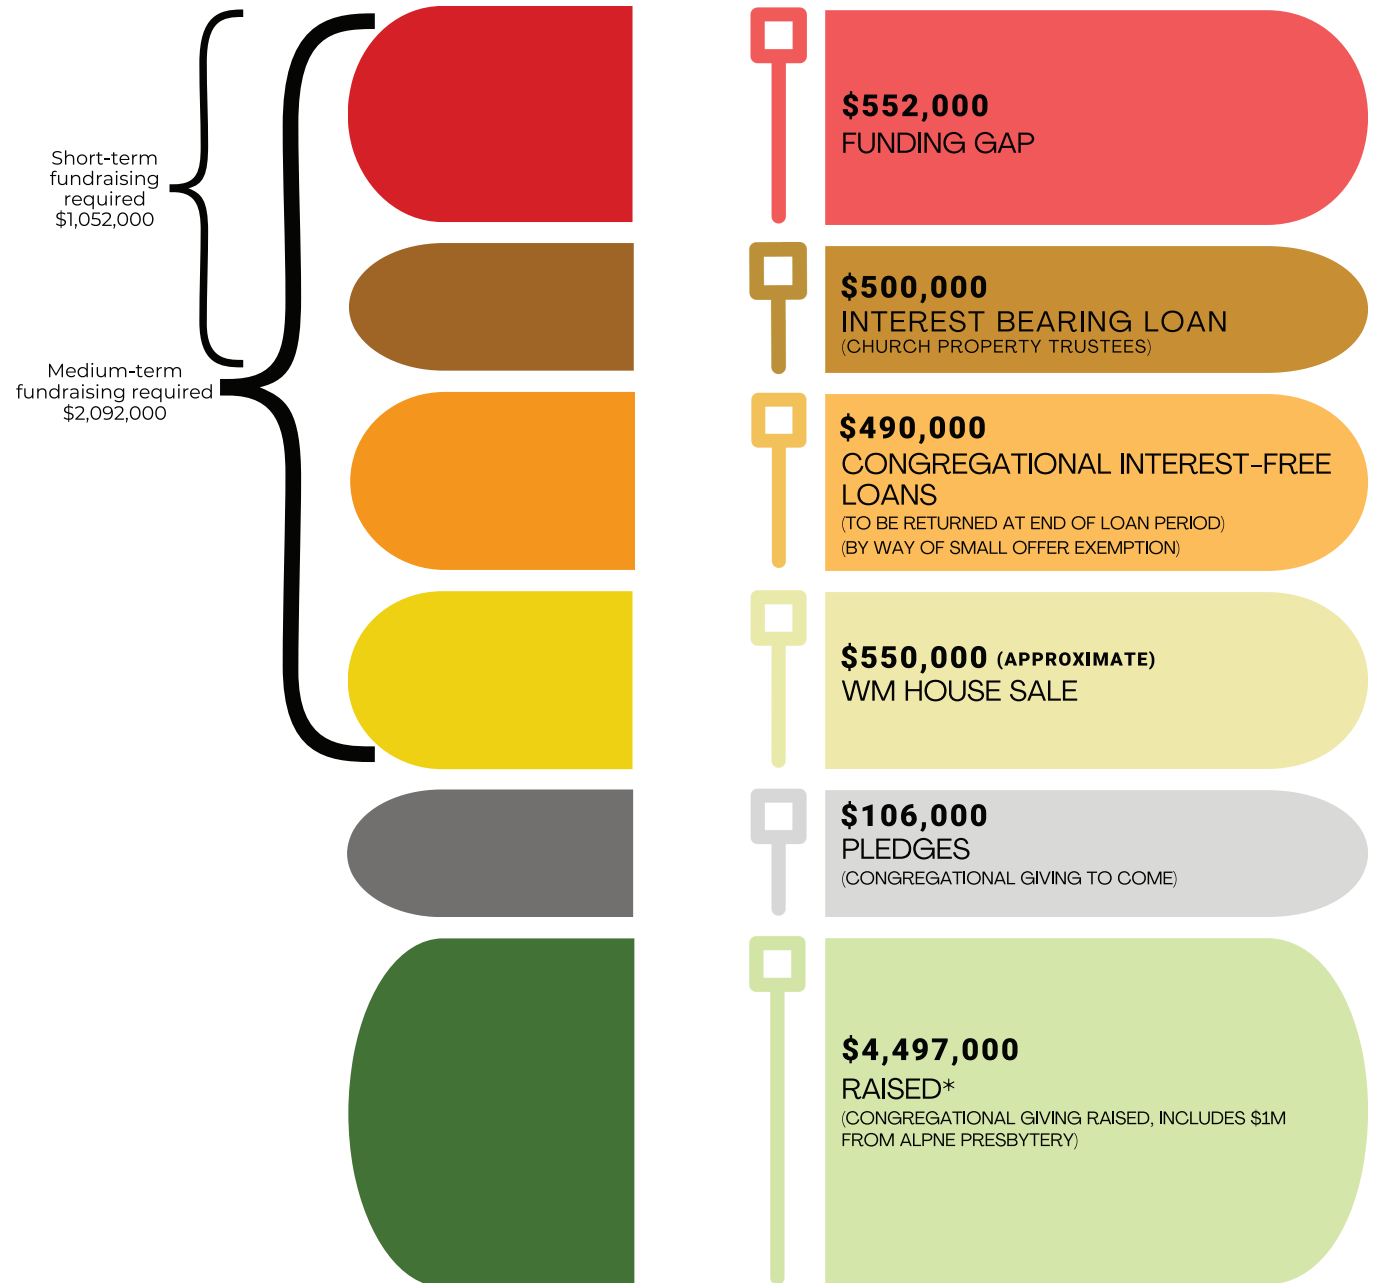 Short-term
fundraising
required
$1,052,000
Medium-term
fundraising required
$2,092,000
$552,000
FUNDING GAP
$500,000
INTEREST BEARING LOAN
(CHURCH PROPERTY TRUSTEES)
$490,000
CONGREGATIONAL INTEREST-FREE
LOANS
(TO BE RETURNED AT END OF LOAN PERIOD)
(BY WAY OF SMALL OFFER EXEMPTION)
$550,000 (APPROXIMATE)
WM HOUSE SALE
$106,000
PLEDGES
(CONGREGATIONAL GIVING TO COME)
$4,497,000
RAISED*
(CONGREGATIONAL GIVING RAISED, INCLUDES $1M
FROM ALPNE PRESBYTERY)